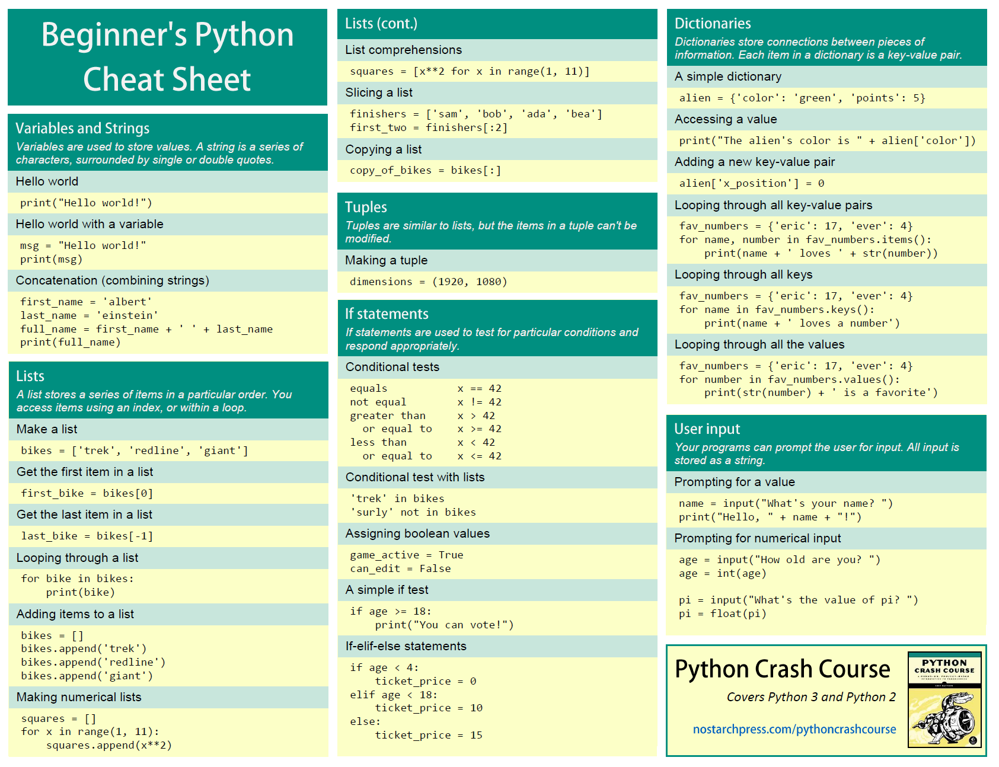 Beginner's Python
Cheat Sheet
Variables and Strings
Variables are used to store values. A string is a series of
characters, surrounded by single or double quotes.
Hello world
print("Hello world!")
Hello world with a variable
msg = "Hello world!"
print(msg)
Concatenation (combining strings)
first_name = 'albert'
last_name = 'einstein'
full_name = first_name + ' ' + last_name
print(full_name)
Lists
A list stores a series of items in a particular order. You
access items using an index, or within a loop.
Make a list
bikes = ['trek', 'redline', 'giant']
Get the first item in a list
first_bike = bikes[0]
Get the last item in a list
last_bike = bikes[-1]
Looping through a list
for bike in bikes:
    print(bike)
Adding items to a list
bikes = []
bikes.append('trek')
bikes.append('redline')
bikes.append('giant')
Making numerical lists
squares = []
for x in range(1, 11):
    squares.append(x**2)
Lists (cont.)
List comprehensions
squares = [x**2 for x in range(1, 11)]
Slicing a list
finishers = ['sam', 'bob', 'ada', 'bea']
first_two = finishers[:2]
Copying a list
copy_of_bikes = bikes[:]
Tuples
Tuples are similar to lists, but the items in a tuple can't be
modified.
Making a tuple
dimensions = (1920, 1080)
If statements
If statements are used to test for particular conditions and
respond appropriately.
Conditional tests
equals           x == 42
not equal        x != 42
greater than     x > 42
  or equal to    x >= 42
less than        x < 42
  or equal to    x <= 42
Conditional test with lists
'trek' in bikes
'surly' not in bikes
Assigning boolean values
game_active = True
can_edit = False
A simple if test
if age >= 18:
    print("You can vote!")
If-elif-else statements
if age < 4:
    ticket_price = 0
elif age < 18:
    ticket_price = 10
else:
    ticket_price = 15
Dictionaries
Dictionaries store connections between pieces of
information. Each item in a dictionary is a key-value pair.
A simple dictionary
alien = {'color': 'green', 'points': 5}
Accessing a value
print("The alien's color is " + alien['color'])
Adding a new key-value pair
alien['x_position'] = 0
Looping through all key-value pairs
fav_numbers = {'eric': 17, 'ever': 4}
for name, number in fav_numbers.items():
    print(name + ' loves ' + str(number))
Looping through all keys
fav_numbers = {'eric': 17, 'ever': 4}
for name in fav_numbers.keys():
    print(name + ' loves a number')
Looping through all the values
fav_numbers = {'eric': 17, 'ever': 4}
for number in fav_numbers.values():
    print(str(number) + ' is a favorite')
User input
Your programs can prompt the user for input. All input is
stored as a string.
Prompting for a value
name = input("What's your name? ")
print("Hello, " + name + "!")
Prompting for numerical input
age = input("How old are you? ")
age = int(age)
pi = input("What's the value of pi? ")
pi = float(pi)
Python Crash Course
Covers Python 3 and Python 2
nostarchpress.com/pythoncrashcourse
PYTHON
CRASH COURSE